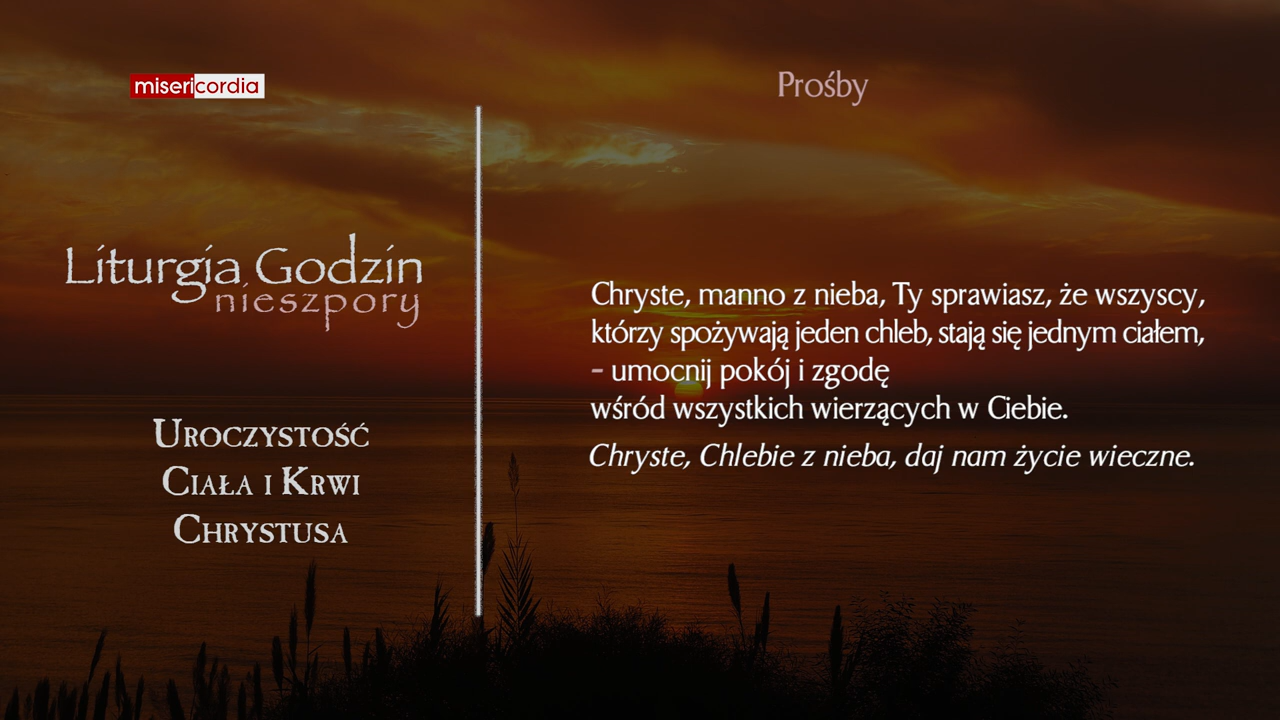 misericordia
Liturgia Godzin
nieszpory
Uroczystość
Ciała i Krwi
Chrystusa
Prośby
Chryste, manno z nieba, Ty sprawiasz, że wszyscy,
którzy spożywają jeden chleb, stają się jednym ciałem,
- umocnij pokój i zgodę
wśród wszystkich wierzących w Ciebie.
Chryste, Chlebie z nieba, daj nam życie wieczne.